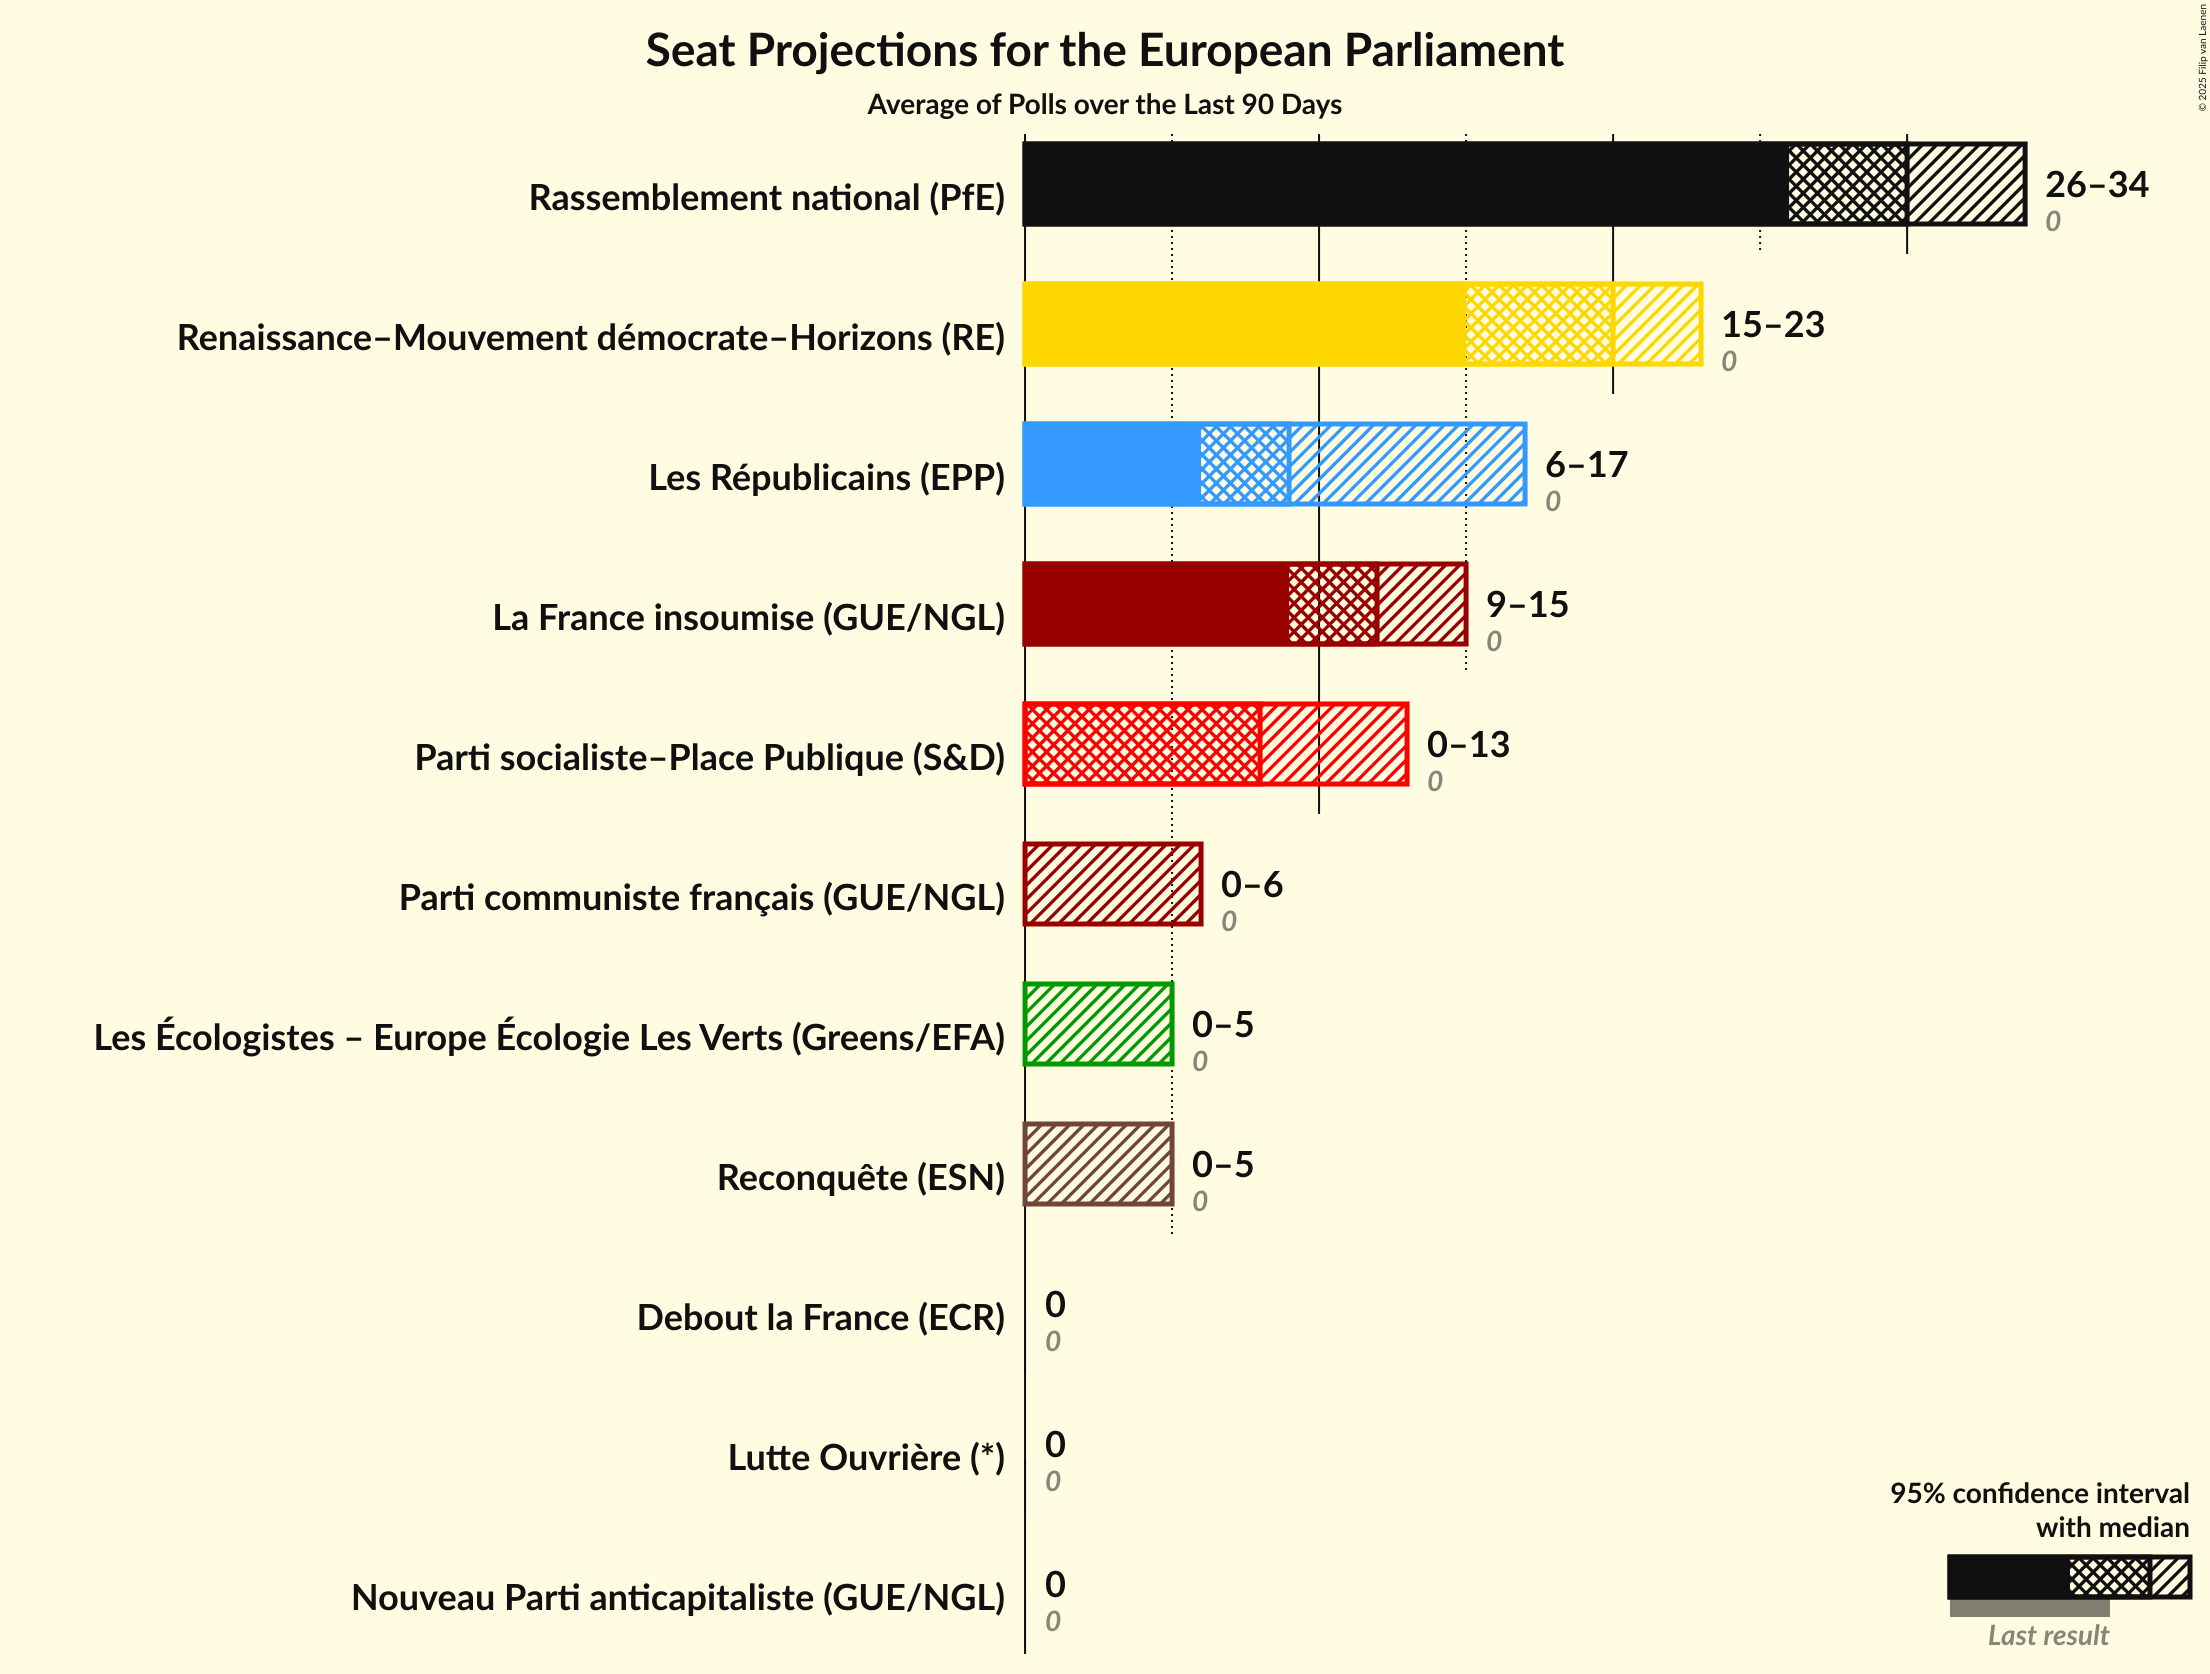 Seat Projections for the European Parliament
Average of Polls over the Last 90 Days
© 2025 Filip van Laenen
Rassemblement national (PfE)
26–34
0
Renaissance–Mouvement démocrate–Horizons (RE)
15–23
0
Les Républicains (EPP)
6–17
0
La France insoumise (GUE/NGL)
9–15
0
Parti socialiste–Place Publique (S&D)
0–13
0
Parti communiste français (GUE/NGL)
0–6
0
Les Écologistes – Europe Écologie Les Verts (Greens/EFA)
0–5
0
Reconquête (ESN)
0–5
0
Debout la France (ECR)
0
0
Lutte Ouvrière (*)
0
0
Nouveau Parti anticapitaliste (GUE/NGL)
0
0
95% confidence interval
with median
Last result